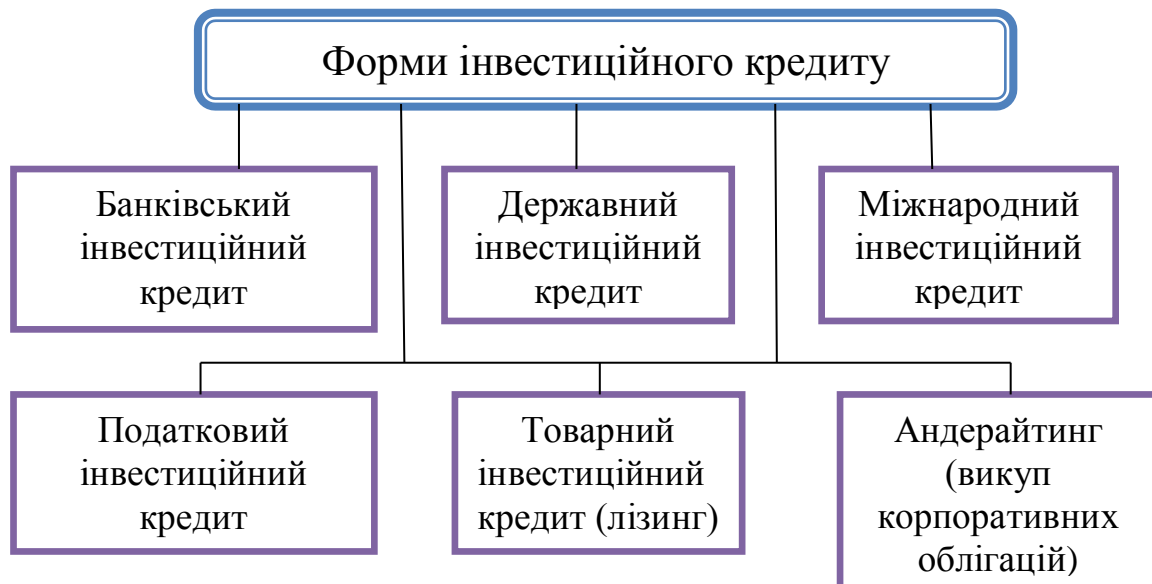 Форми інвестиційного кредиту
Банківський
інвестиційний
кредит
Державний
інвестиційний
кредит
Міжнародний
інвестиційний
кредит
Податковий
інвестиційний
кредит
Товарний
інвестиційний
кредит (лізинг)
Андерайтинг
(викуп
корпоративних
облігацій)